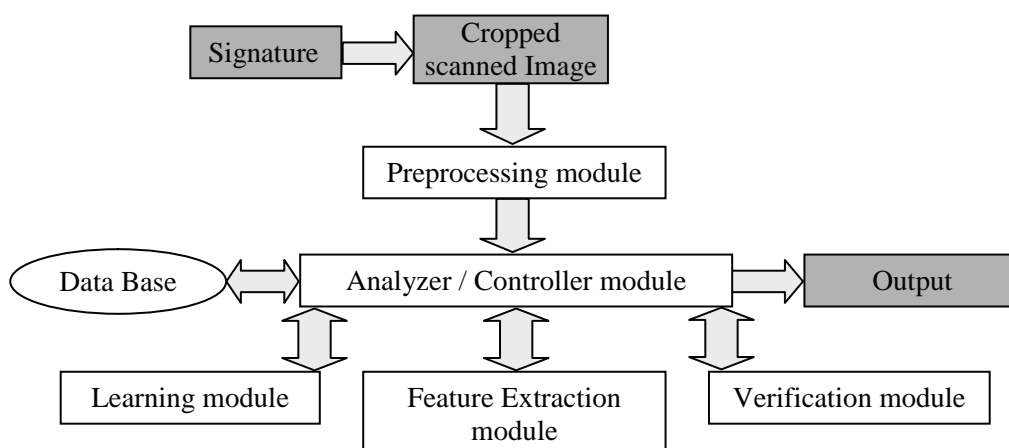 Signature
Cropped
scanned Image
Preprocessing module
Data Base
Analyzer / Controller module
Output
Learning module
Feature Extraction
module
Verification module